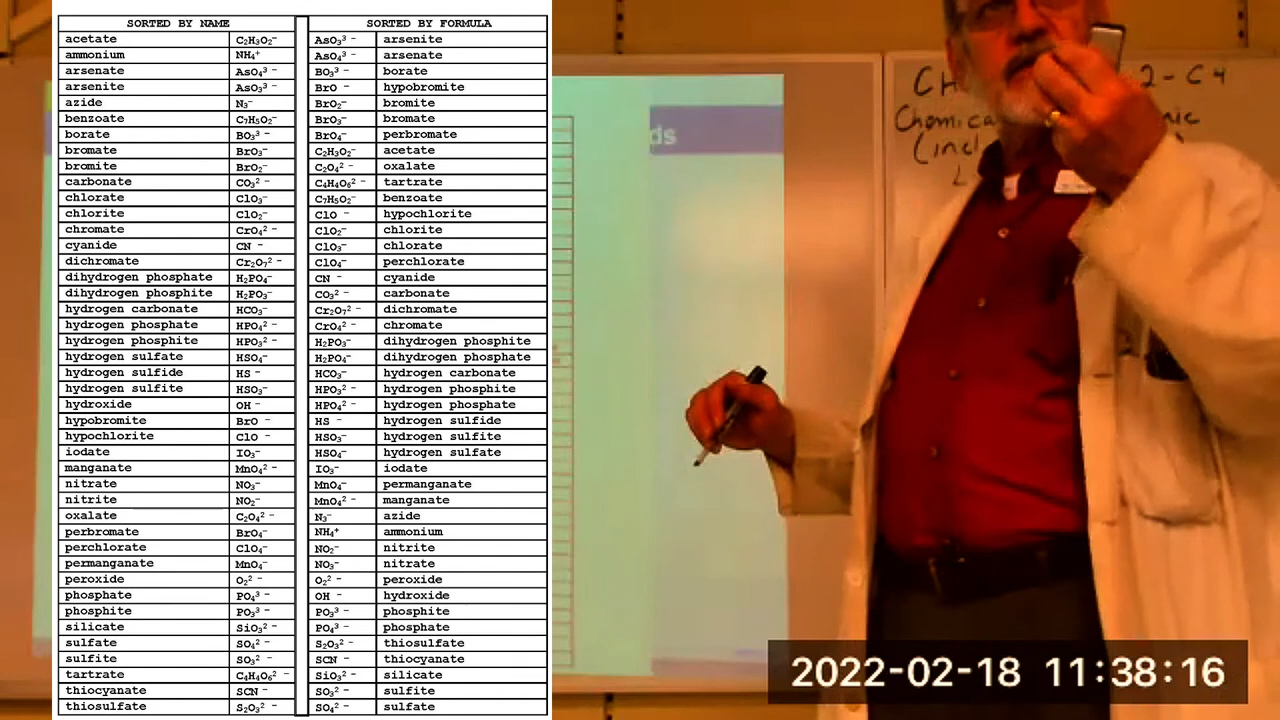 SORTED BY NAME SORTED BY FORMULA
acetate C₂H₃O₂⁻ AsO₃³⁻ arsenite
ammonium NH₄⁺ AsO₄³⁻ arsenate
arsenate AsO₄³⁻ BO₃³⁻ borate
arsenite AsO₃³⁻ BrO⁻ hypobromite
azide N₃⁻ BrO₂⁻ bromite
benzoate C₇H₅O₂⁻ BrO₃⁻ bromate
borate BO₃³⁻ BrO₄⁻ perbromate
bromate BrO₃⁻ C₂H₃O₂⁻ acetate
bromite BrO₂⁻ C₂O₄²⁻ oxalate
carbonate CO₃²⁻ C₄H₄O₆²⁻ tartrate
chlorate ClO₃⁻ C₇H₅O₂⁻ benzoate
chlorite ClO₂⁻ ClO⁻ hypochlorite
chromate CrO₄²⁻ ClO₂⁻ chlorite
cyanide CN⁻ ClO₃⁻ chlorate
dichromate Cr₂O₇²⁻ ClO₄⁻ perchlorate
dihydrogen phosphate H₂PO₄⁻ CN⁻ cyanide
dihydrogen phosphite H₂PO₃⁻ CO₃²⁻ carbonate
hydrogen carbonate HCO₃⁻ Cr₂O₇²⁻ dichromate
hydrogen phosphate HPO₄²⁻ CrO₄²⁻ chromate
hydrogen phosphite HPO₃²⁻ H₂PO₃⁻ dihydrogen phosphite
hydrogen sulfate HSO₄⁻ H₂PO₄⁻ dihydrogen phosphate
hydrogen sulfide HS⁻ HCO₃⁻ hydrogen carbonate
hydrogen sulfite HSO₃⁻ HPO₃²⁻ hydrogen phosphite
hydroxide OH⁻ HPO₄²⁻ hydrogen phosphate
hypobromite BrO⁻ HS⁻ hydrogen sulfide
hypochlorite ClO⁻ HSO₃⁻ hydrogen sulfite
iodate IO₃⁻ HSO₄⁻ hydrogen sulfate
manganate MnO₄²⁻ IO₃⁻ iodate
nitrate NO₃⁻ MnO₄⁻ permanganate
nitrite NO₂⁻ MnO₄²⁻ manganate
oxalate C₂O₄²⁻ N₃⁻ azide
perbromate BrO₄⁻ NH₄⁺ ammonium
perchlorate ClO₄⁻ NO₂⁻ nitrite
permanganate MnO₄⁻ NO₃⁻ nitrate
peroxide O₂²⁻ O₂²⁻ peroxide
phosphate PO₄³⁻ OH⁻ hydroxide
phosphite PO₃³⁻ PO₃³⁻ phosphite
silicate SiO₃²⁻ PO₄³⁻ phosphate
sulfate SO₄²⁻ S₂O₃²⁻ thiosulfate
sulfite SO₃²⁻ SCN⁻ thiocyanate
tartrate C₄H₄O₆²⁻ SiO₃²⁻ silicate
thiocyanate SCN⁻ SO₃²⁻ sulfite
thiosulfate S₂O₃²⁻ SO₄²⁻ sulfate
ds
CH 2-C4
Chemica nic
(incl
L
2022-02-18 11:38:16